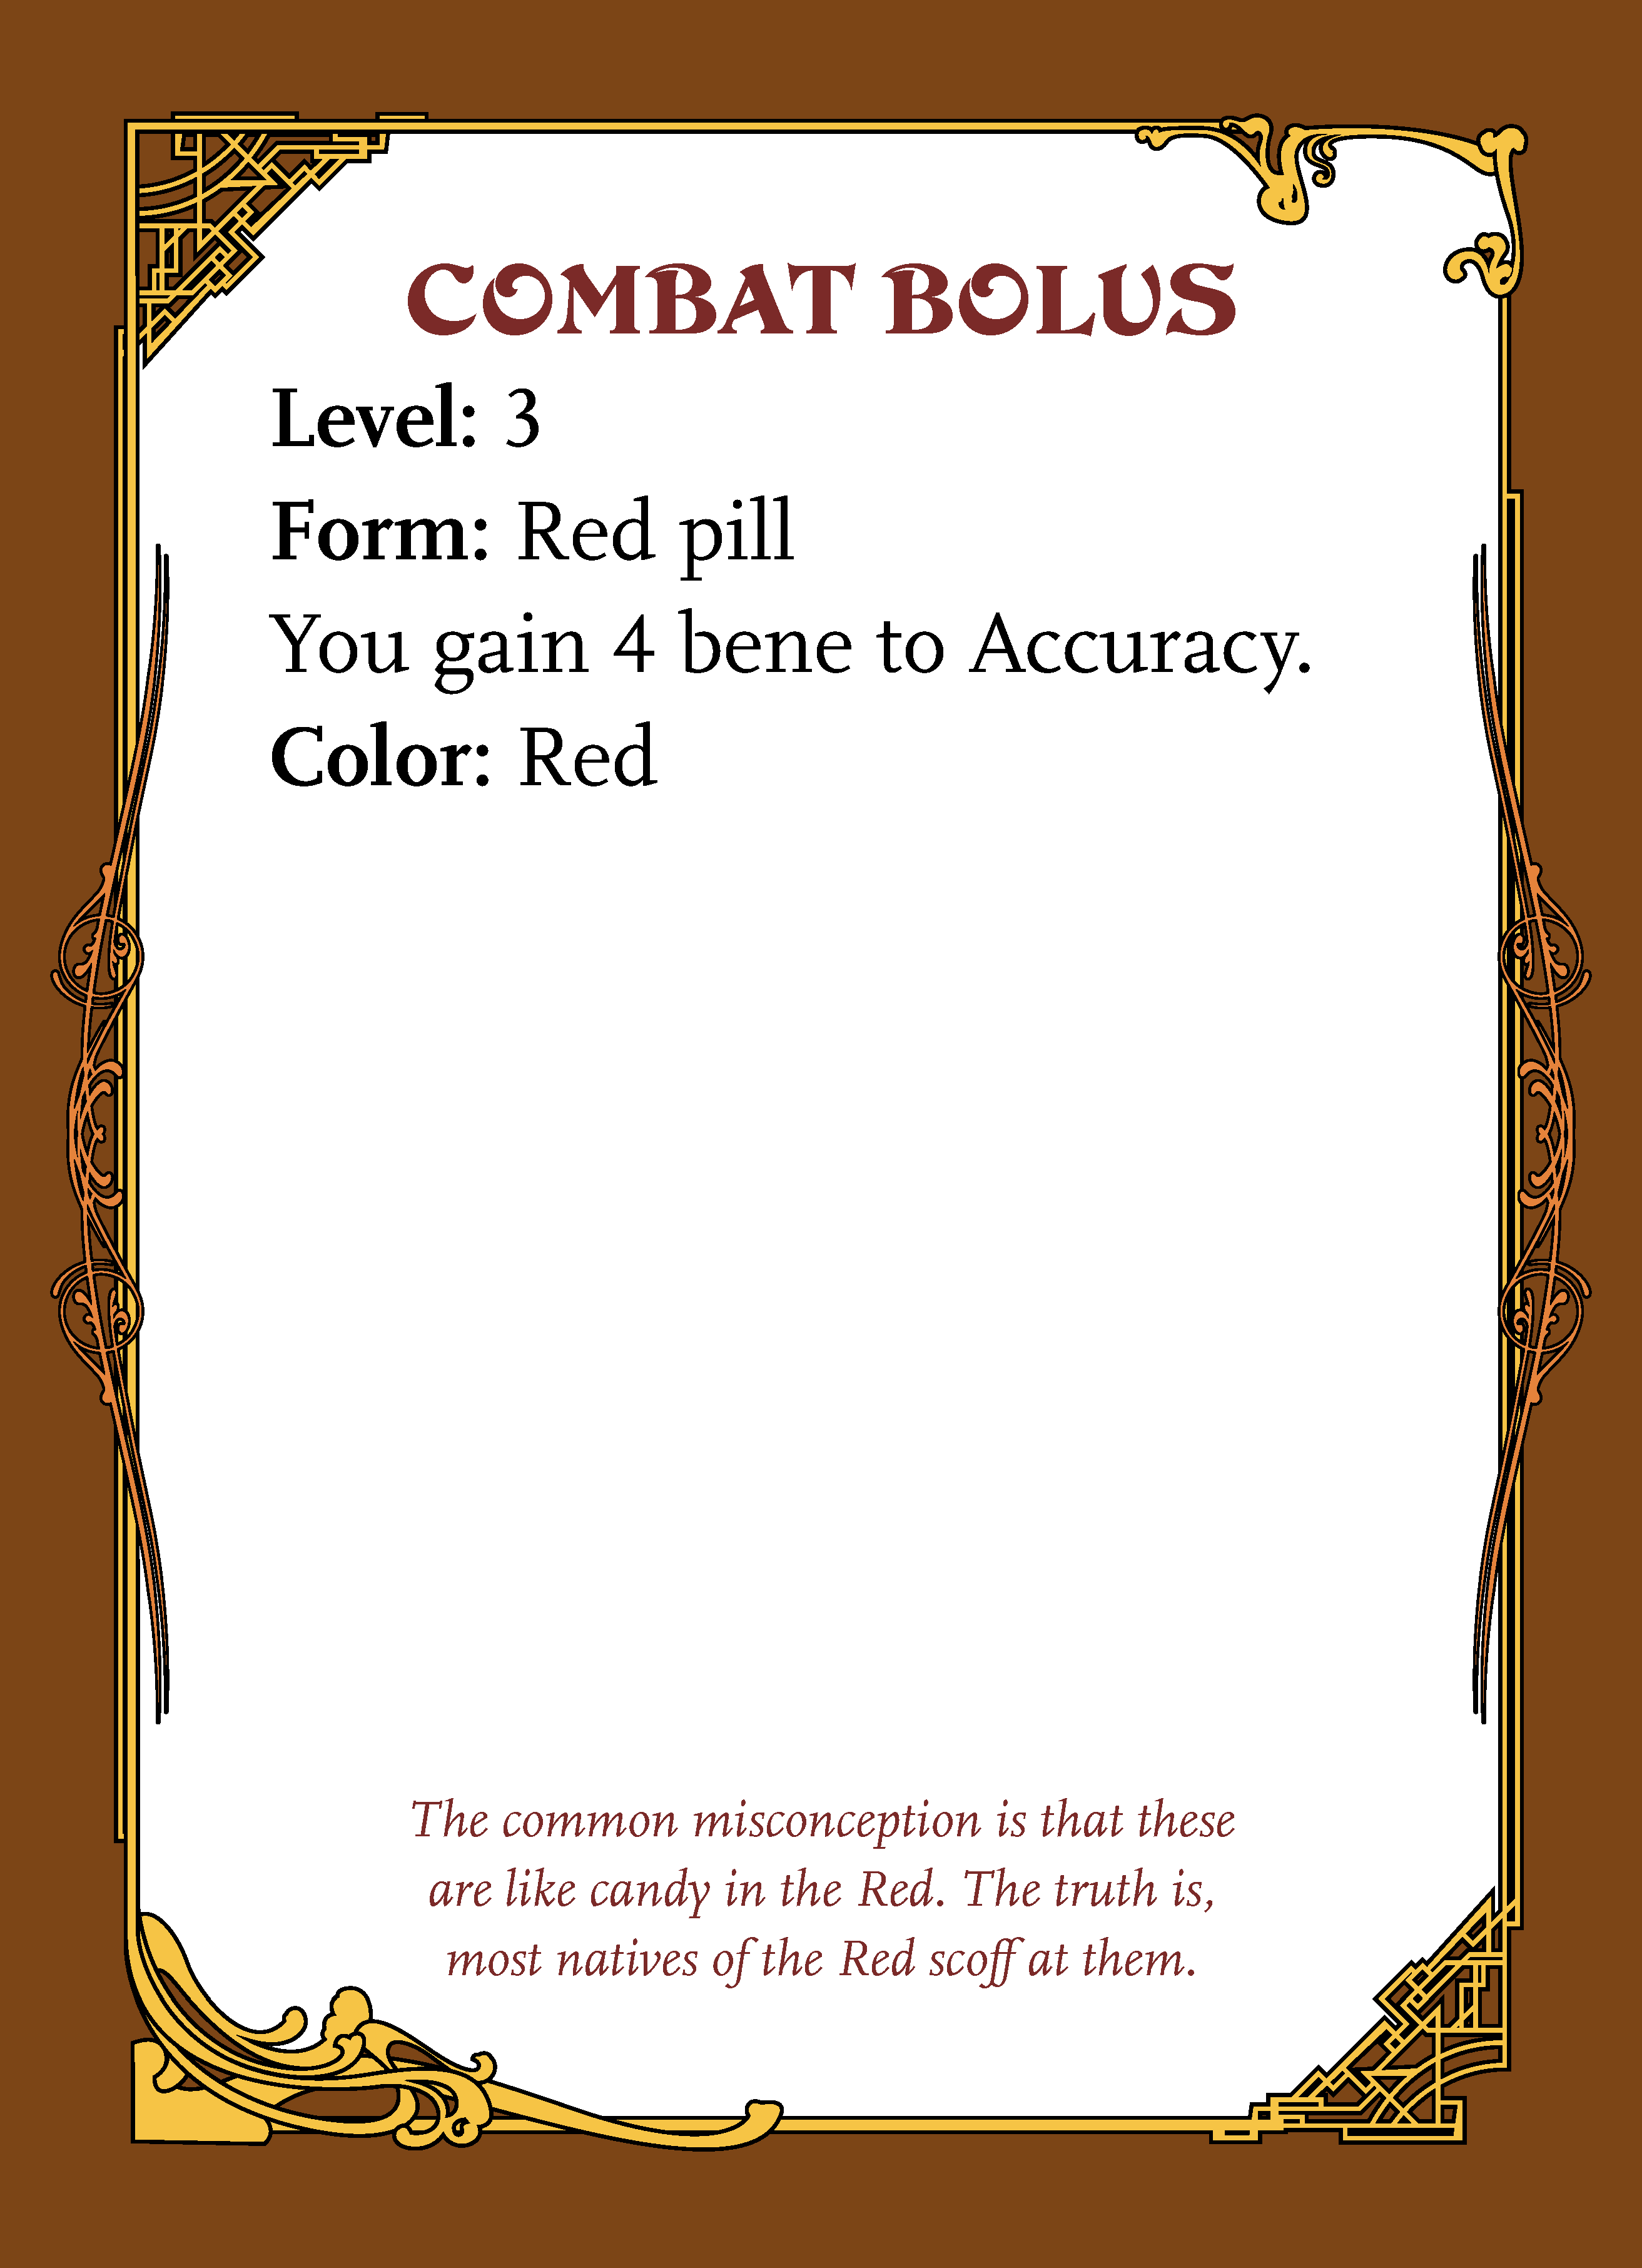 COMBAT BOLUS
Level: 3
Form: Red pill
You gain 4 bene to Accuracy.
Color: Red
The common misconception is that these
are like candy in the Red. The truth is,
most natives of the Red scoff at them.